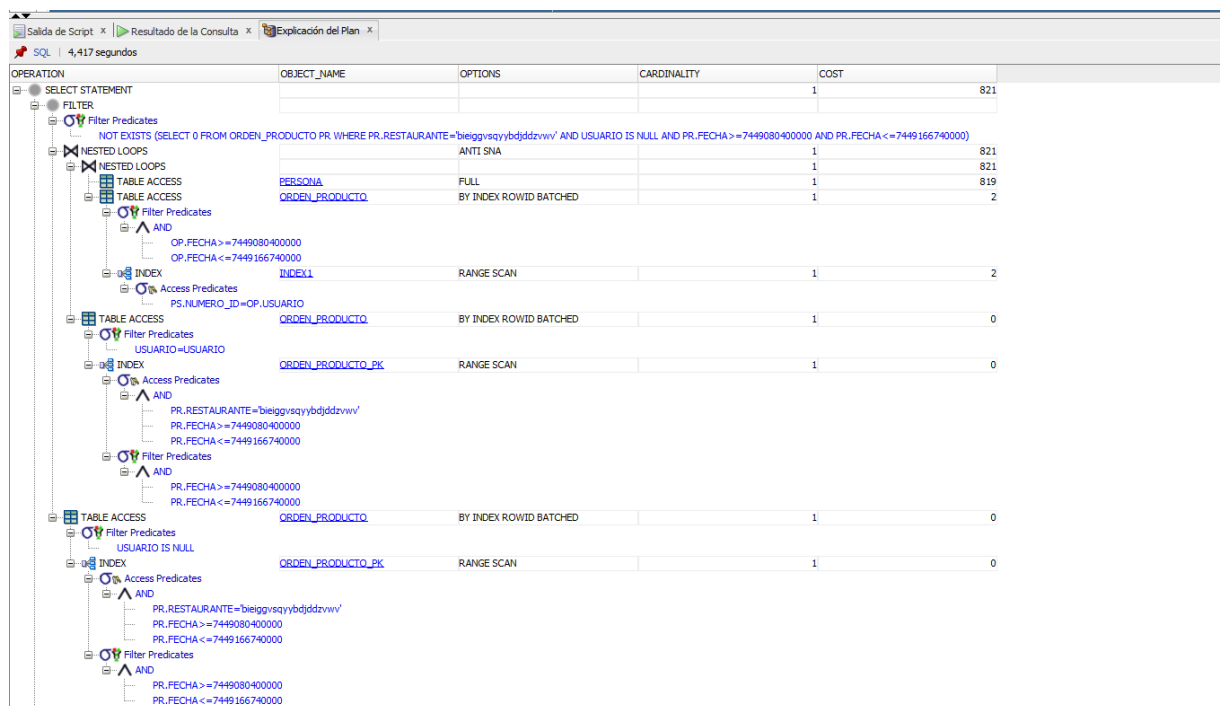 Salida de Script x Resultado de la Consulta x Explicación del Plan x
SQL | 4,417 segundos
OPERATION OBJECT_NAME OPTIONS CARDINALITY COST
SELECT STATEMENT 1 821
FILTER
Filter Predicates
NOT EXISTS (SELECT 0 FROM ORDEN_PRODUCTO PR WHERE PR.RESTAURANTE='bieiggvsqyybdjddzvwv' AND USUARIO IS NULL AND PR.FECHA>=7449080400000 AND PR.FECHA<=7449166740000)
NESTED LOOPS ANTI SNA 1 821
NESTED LOOPS 1 821
TABLE ACCESS PERSONA FULL 1 819
TABLE ACCESS ORDEN_PRODUCTO BY INDEX ROWID BATCHED 1 2
Filter Predicates
AND
OP.FECHA>=7449080400000
OP.FECHA<=7449166740000
INDEX INDEX1 RANGE SCAN 1 2
Access Predicates
PS.NUMERO_ID=OP.USUARIO
TABLE ACCESS ORDEN_PRODUCTO BY INDEX ROWID BATCHED 1 0
Filter Predicates
USUARIO=USUARIO
INDEX ORDEN_PRODUCTO_PK RANGE SCAN 1 0
Access Predicates
AND
PR.RESTAURANTE='bieiggvsqyybdjddzvwv'
PR.FECHA>=7449080400000
PR.FECHA<=7449166740000
Filter Predicates
AND
PR.FECHA>=7449080400000
PR.FECHA<=7449166740000
TABLE ACCESS ORDEN_PRODUCTO BY INDEX ROWID BATCHED 1 0
Filter Predicates
USUARIO IS NULL
INDEX ORDEN_PRODUCTO_PK RANGE SCAN 1 0
Access Predicates
AND
PR.RESTAURANTE='bieiggvsqyybdjddzvwv'
PR.FECHA>=7449080400000
PR.FECHA<=7449166740000
Filter Predicates
AND
PR.FECHA>=7449080400000
PR.FECHA<=7449166740000